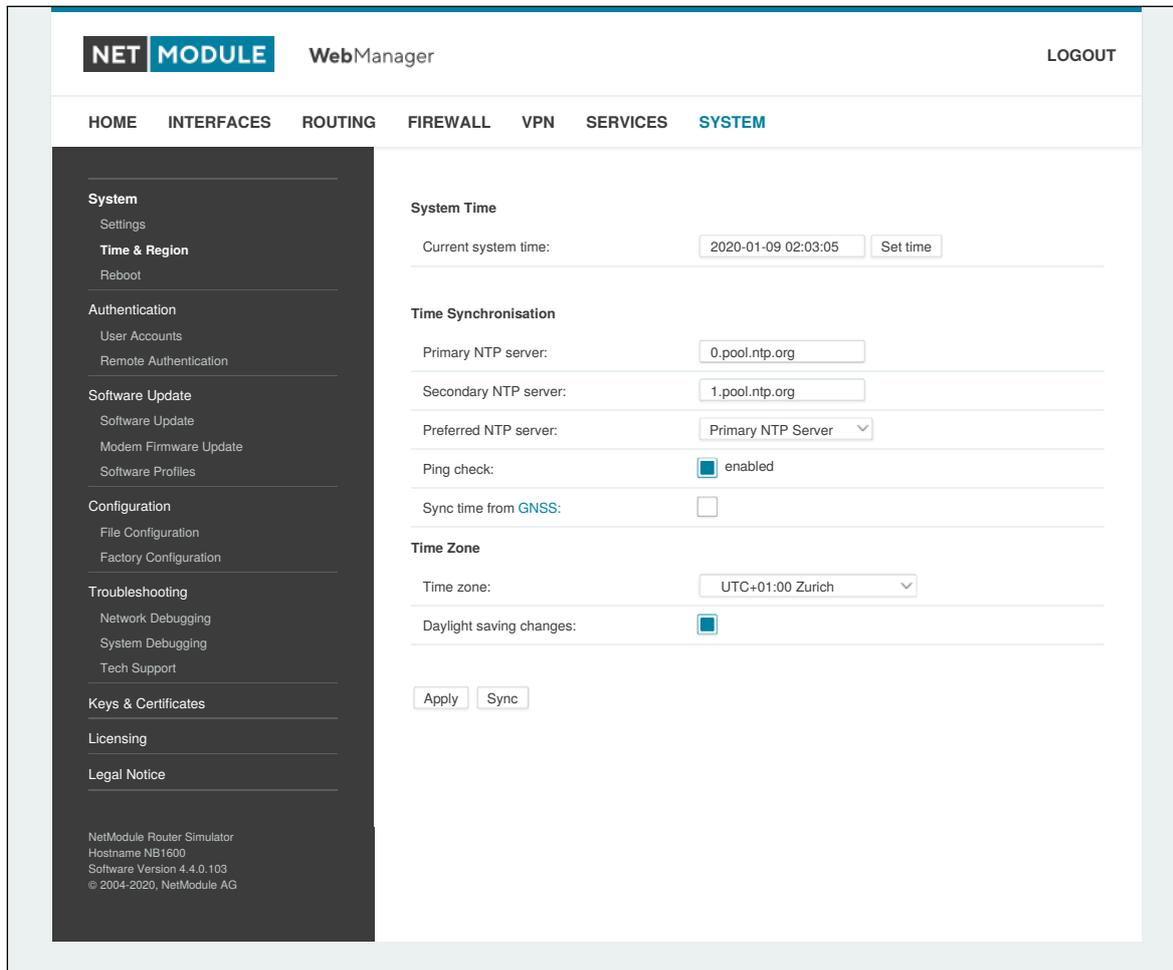 NET MODULE WebManager LOGOUT
HOME INTERFACES ROUTING FIREWALL VPN SERVICES SYSTEM
System
Settings
Time & Region
Reboot
Authentication
User Accounts
Remote Authentication
Software Update
Software Update
Modem Firmware Update
Software Profiles
Configuration
File Configuration
Factory Configuration
Troubleshooting
Network Debugging
System Debugging
Tech Support
Keys & Certificates
Licensing
Legal Notice
NetModule Router Simulator
Hostname NB1600
Software Version 4.4.0.103
© 2004-2020, NetModule AG
System Time
Current system time: 2020-01-09 02:03:05 Set time
Time Synchronisation
Primary NTP server: 0.pool.ntp.org
Secondary NTP server: 1.pool.ntp.org
Preferred NTP server: Primary NTP Server
Ping check: enabled
Sync time from GNSS:
Time Zone
Time zone: UTC+01:00 Zurich
Daylight saving changes:
Apply Sync